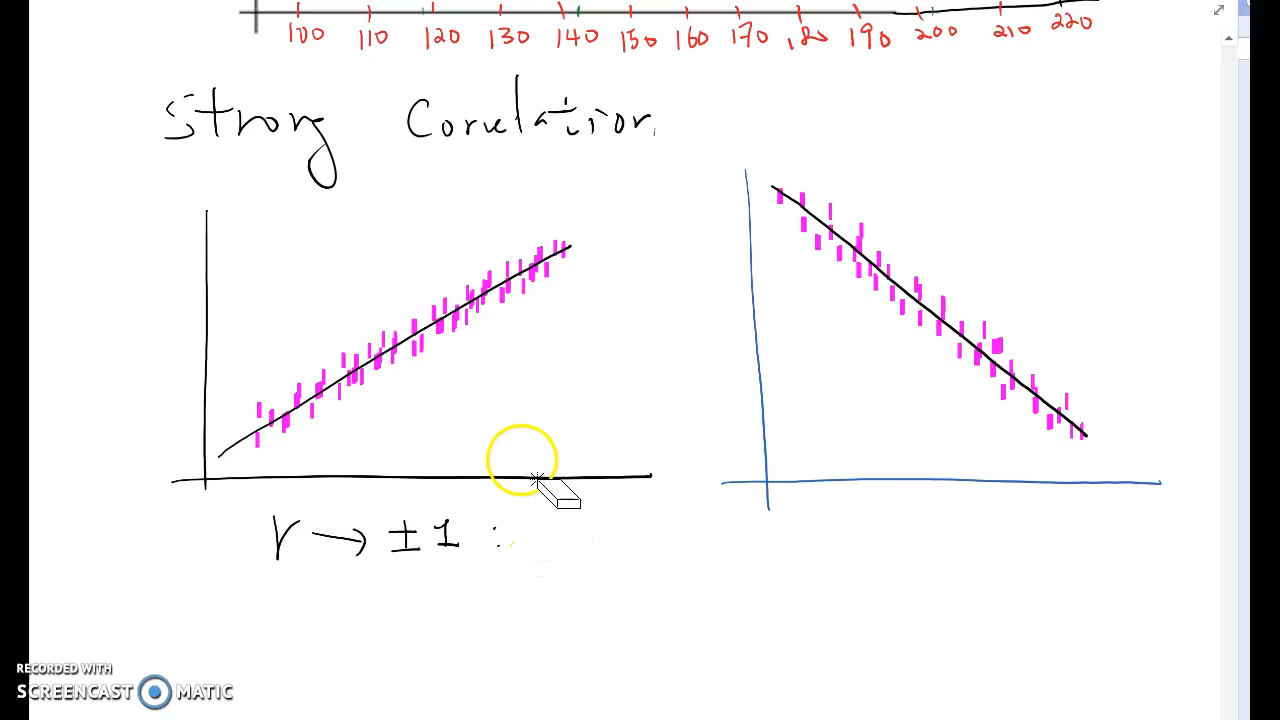 100 110 120 130 140 150 160 170 180 190 200 210 220
Strong Correlation
r → ±1 :
RECORDED WITH
SCREENCAST MATIC